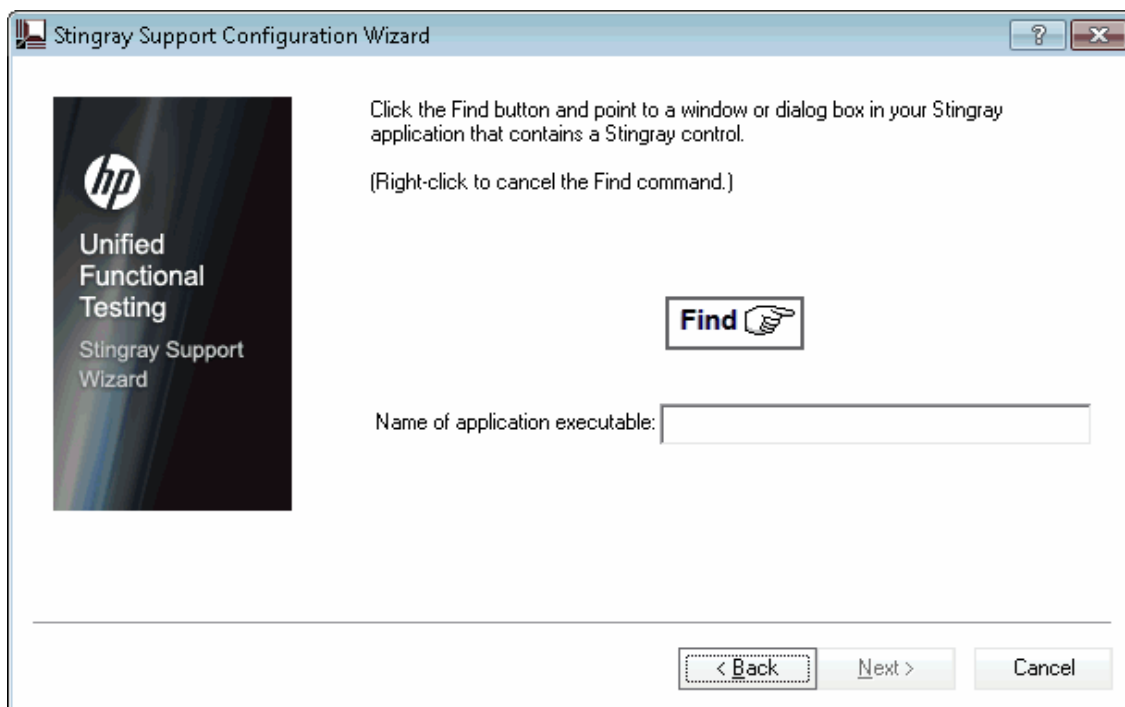 Stingray Support Configuration Wizard
?
hp
Unified
Functional
Testing
Stingray Support
Wizard
Click the Find button and point to a window or dialog box in your Stingray
application that contains a Stingray control.
(Right-click to cancel the Find command.)
Find
Name of application executable:
< Back
Next >
Cancel